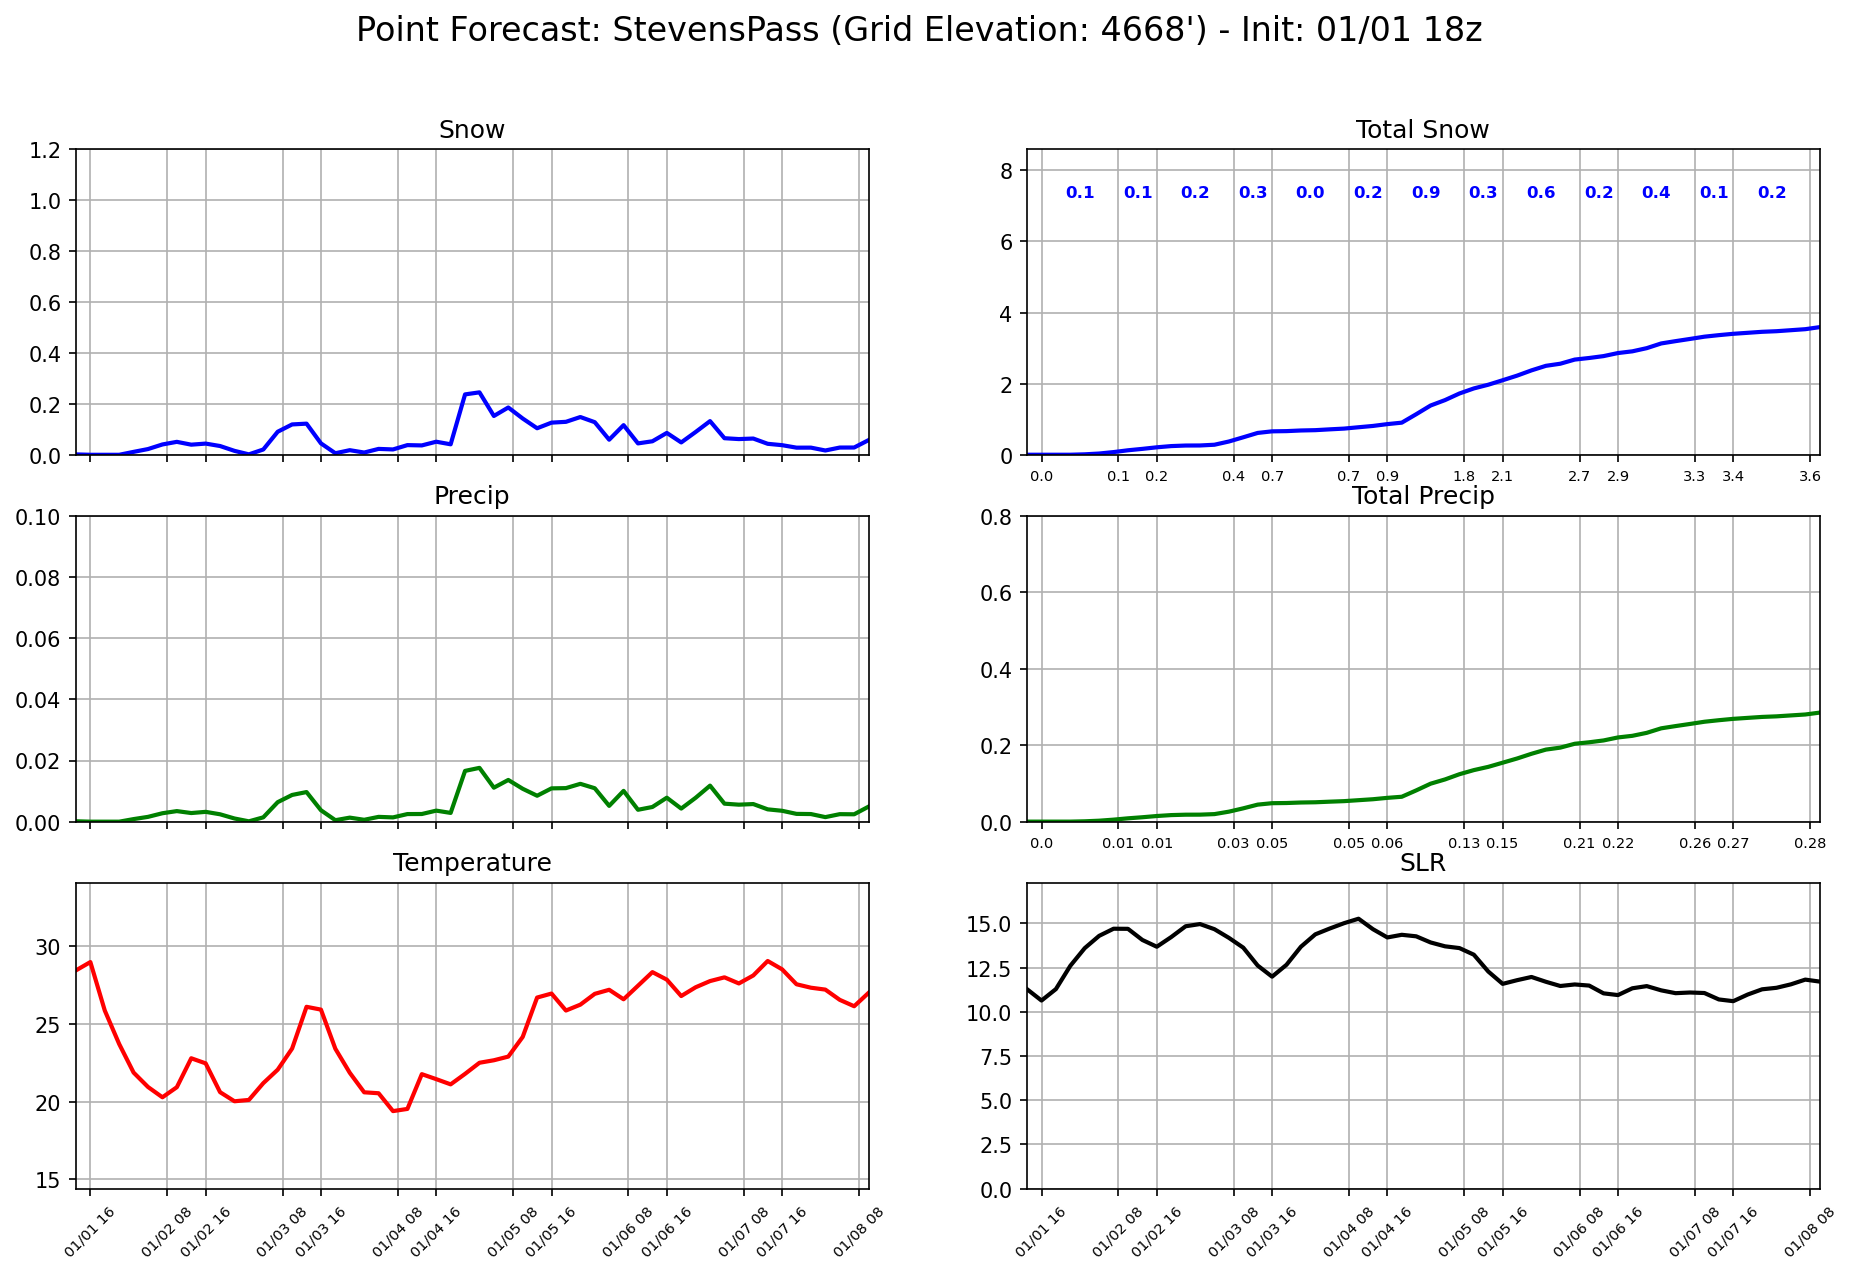 Point Forecast: StevensPass (Grid Elevation: 4668') - Init: 01/01 18z
Snow
1.2
1.0
0.8
0.6
0.4
0.2
0.0
Total Snow
8
6
4
2
0
0.1 0.1 0.2 0.3 0.0 0.2 0.9 0.3 0.6 0.2 0.4 0.1 0.2
0.0 0.1 0.2 0.4 0.7 0.7 0.9 1.8 2.1 2.7 2.9 3.3 3.4 3.6
Precip
0.10
0.08
0.06
0.04
0.02
0.00
Total Precip
0.8
0.6
0.4
0.2
0.0
0.0 0.01 0.01 0.03 0.05 0.05 0.06 0.13 0.15 0.21 0.22 0.26 0.27 0.28
Temperature
30
25
20
15
01/01 16 01/02 08 01/02 16 01/03 08 01/03 16 01/04 08 01/04 16 01/05 08 01/05 16 01/06 08 01/06 16 01/07 08 01/07 16 01/08 08
SLR
15.0
12.5
10.0
7.5
5.0
2.5
0.0
01/01 16 01/02 08 01/02 16 01/03 08 01/03 16 01/04 08 01/04 16 01/05 08 01/05 16 01/06 08 01/06 16 01/07 08 01/07 16 01/08 08